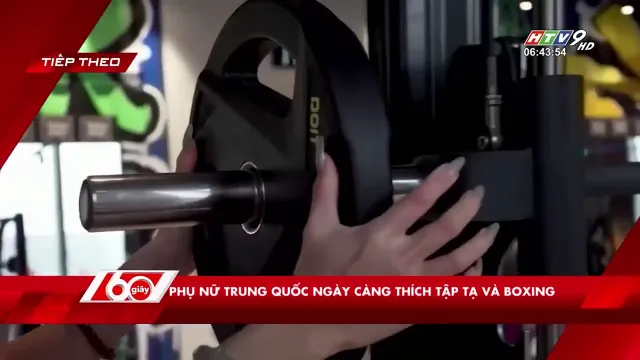 TIẾP THEO
HTV9 HD
06:43:54
DOIT
60 giây
PHỤ NỮ TRUNG QUỐC NGÀY CÀNG THÍCH TẬP TẠ VÀ BOXING